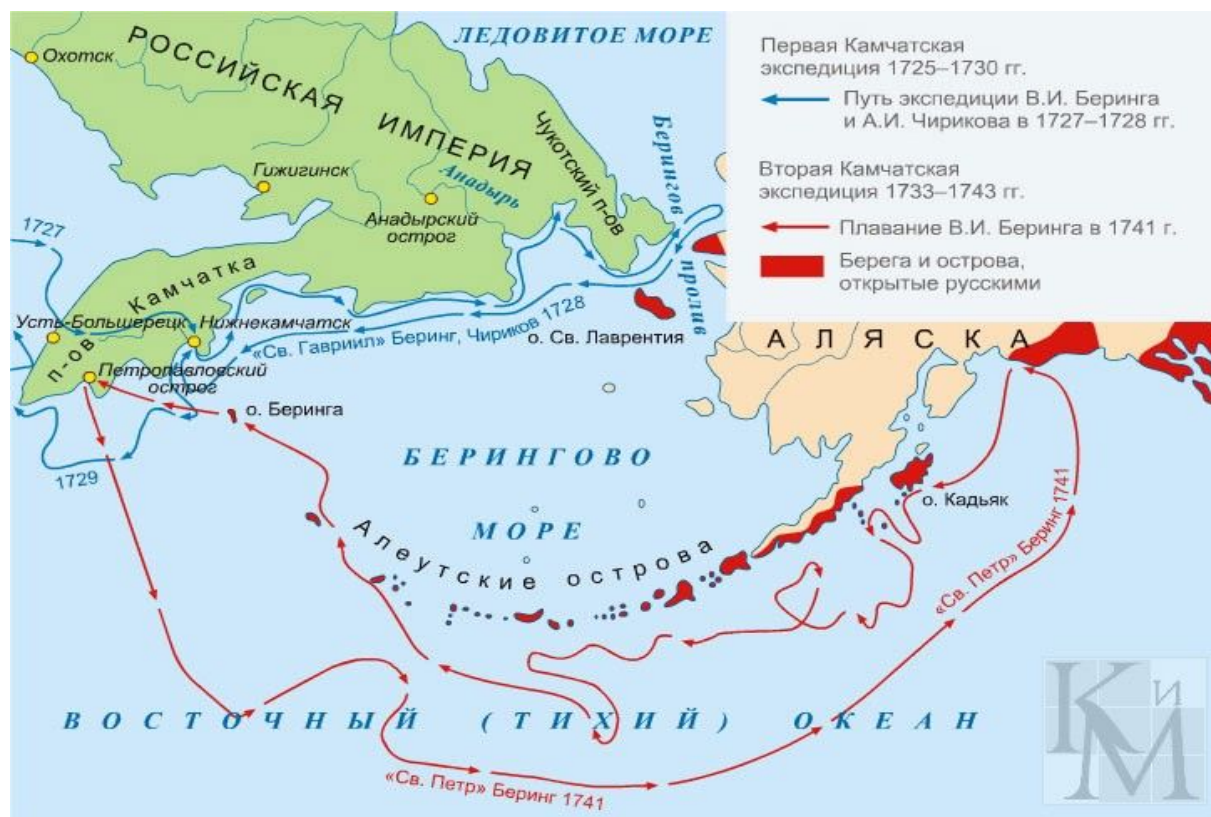 ЛЕДОВИТОЕ МОРЕ
Охотск
РОССИЙСКАЯ
ИМПЕРИЯ
Чукотский п-ов
Берингов
пролив
Гижигинск
Анадырь
Анадырский
острог
1727
п-ов Камчатка
Усть-Большерецк
Нижнекамчатск
Петропавловский
острог
«Св. Гавриил» Беринг, Чириков 1728
о. Св. Лаврентия
о. Беринга
1729
АЛЯСКА
БЕРИНГОВО
МОРЕ
Алеутские острова
о. Кадьяк
«Св. Петр» Беринг 1741
ВОСТОЧНЫЙ (ТИХИЙ) ОКЕАН
«Св. Петр» Беринг 1741
Первая Камчатская
экспедиция 1725–1730 гг.
Путь экспедиции В.И. Беринга
и А.И. Чирикова в 1727–1728 гг.
Вторая Камчатская
экспедиция 1733–1743 гг.
Плавание В.И. Беринга в 1741 г.
Берега и острова,
открытые русскими
КиМ